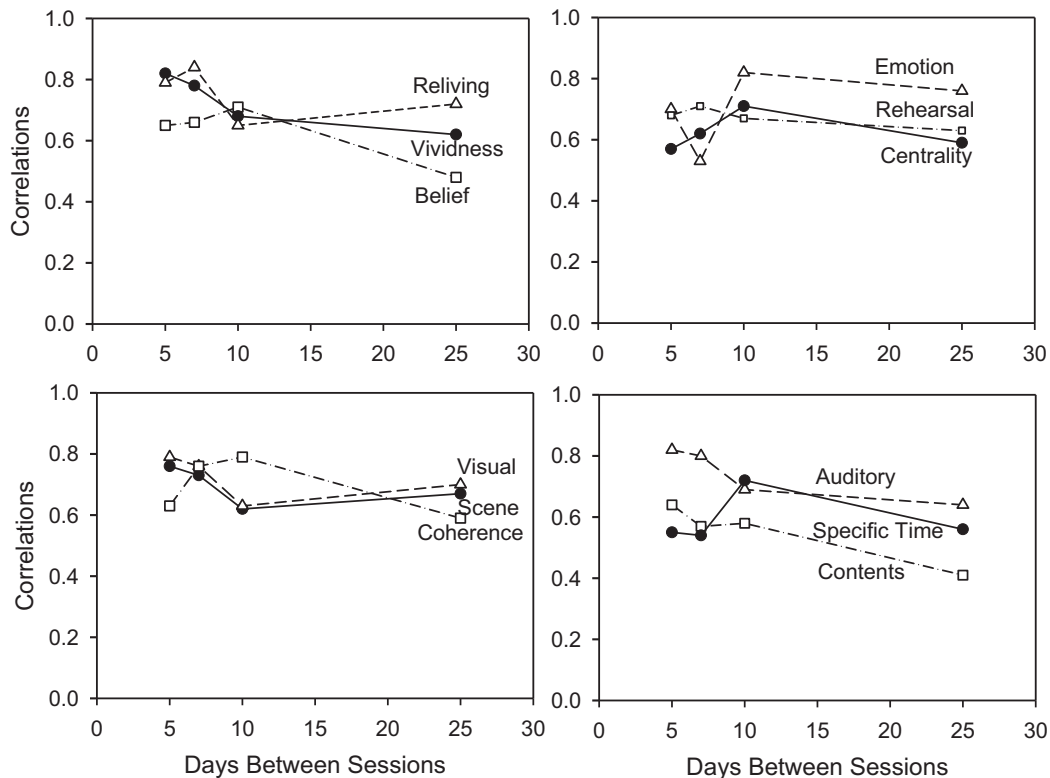 1.0
0.8
0.6
0.4
0.2
0.0
Correlations
Reliving
Vividness
Belief
0 5 10 15 20 25 30
1.0
0.8
0.6
0.4
0.2
0.0
Emotion
Rehearsal
Centrality
0 5 10 15 20 25 30
1.0
0.8
0.6
0.4
0.2
0.0
Correlations
Visual
Scene
Coherence
0 5 10 15 20 25 30
Days Between Sessions
1.0
0.8
0.6
0.4
0.2
0.0
Auditory
Specific Time
Contents
0 5 10 15 20 25 30
Days Between Sessions